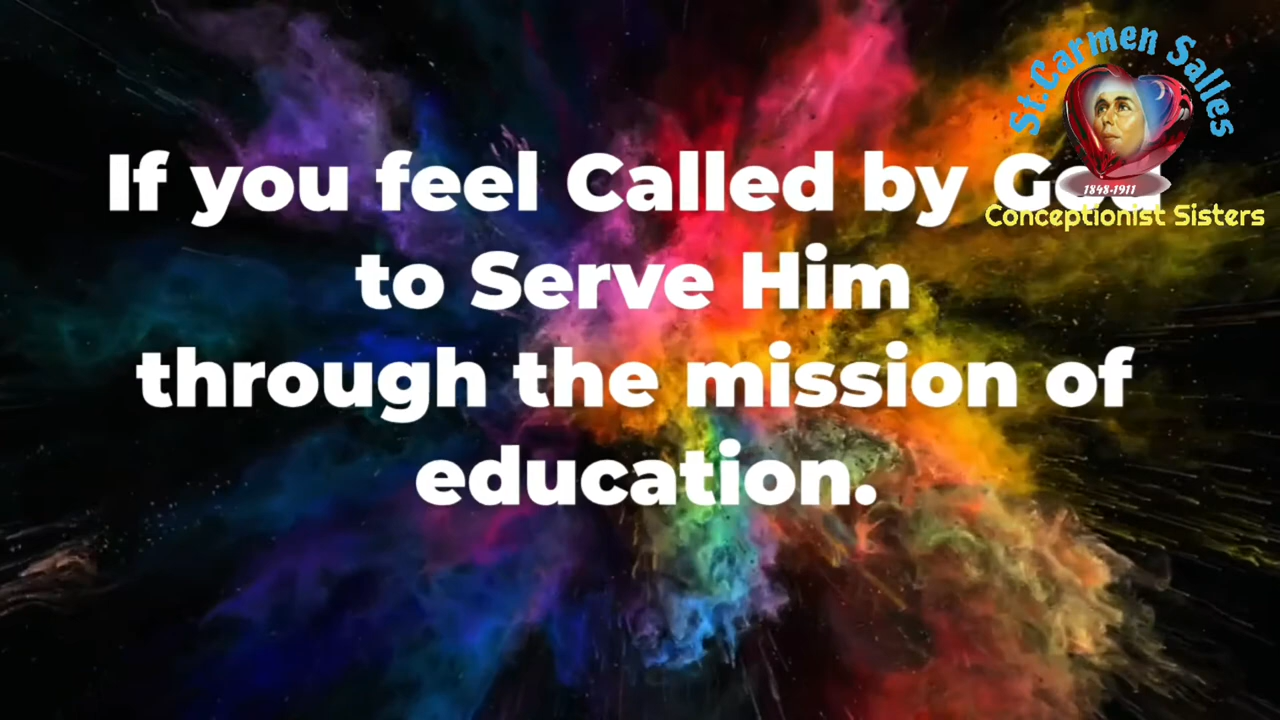 If you feel Called by God
to Serve Him
through the mission of
education.
St.Carmen Salles
1848-1911
Conceptionist Sisters